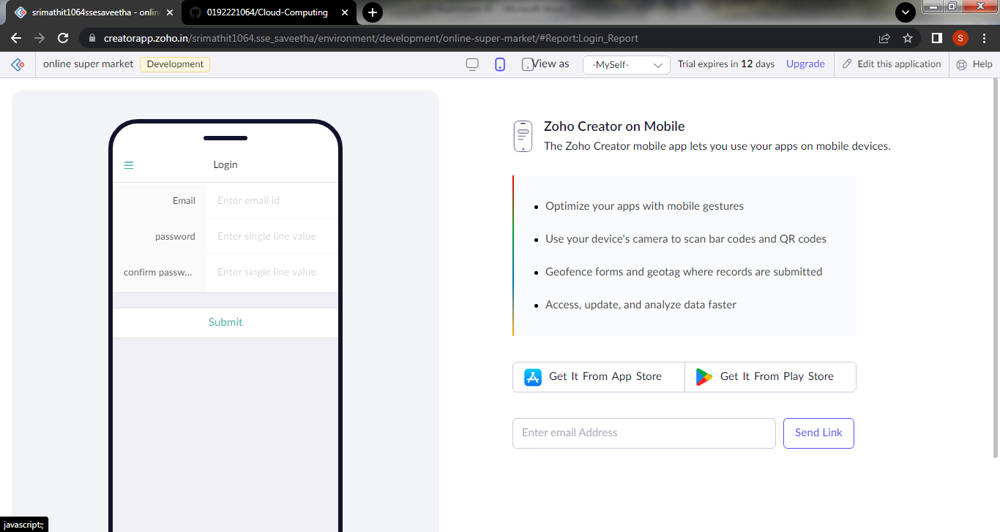 srimathit1064ssesaveetha - onlin
0192221064/Cloud-Computing
creatorapp.zoho.in/srimathit1064.sse_saveetha/environment/development/online-super-market/#Report:Login_Report
S
online super market
Development
View as
-MySelf-
Trial expires in 12 days
Upgrade
Edit this application
Help
Login
Email
Enter email id
password
Enter single line value
confirm passw...
Enter single line value
Submit
Zoho Creator on Mobile
The Zoho Creator mobile app lets you use your apps on mobile devices.
Optimize your apps with mobile gestures
Use your device's camera to scan bar codes and QR codes
Geofence forms and geotag where records are submitted
Access, update, and analyze data faster
Get It From App Store
Get It From Play Store
Enter email Address
Send Link
javascript:;